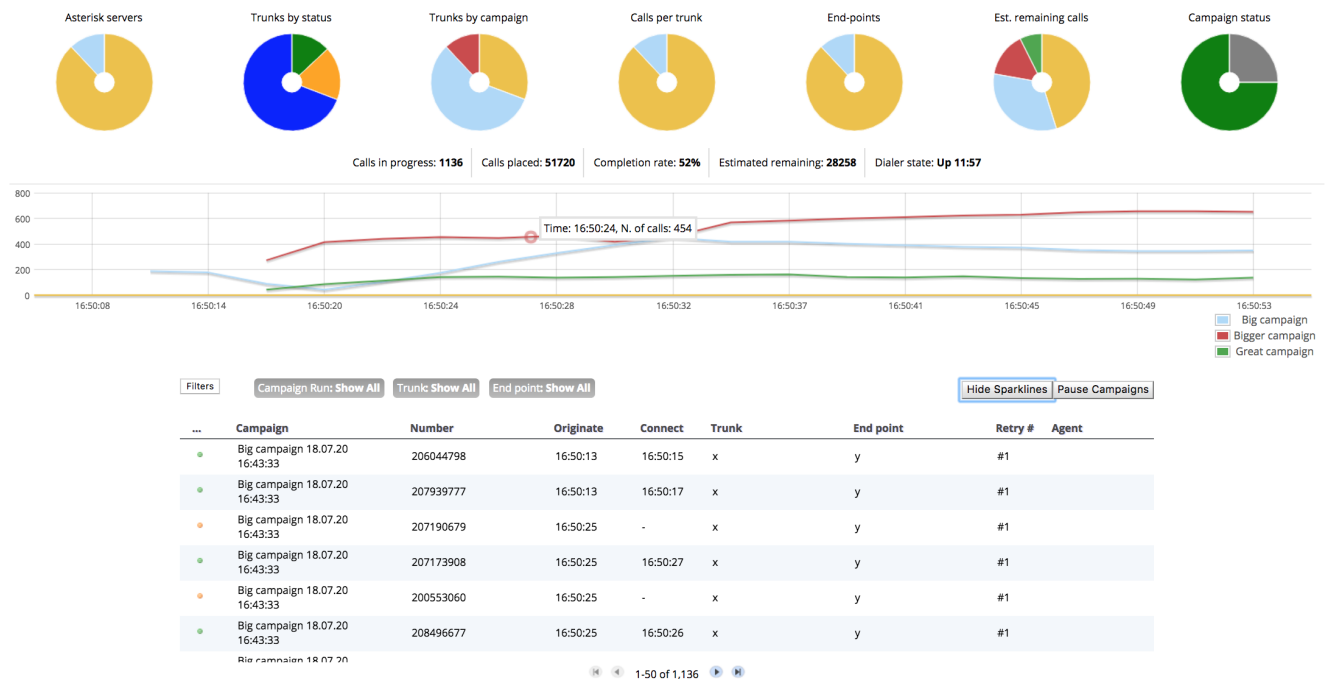 Asterisk servers Trunks by status Trunks by campaign Calls per trunk End-points Est. remaining calls Campaign status
Calls in progress: 1136 Calls placed: 51720 Completion rate: 52% Estimated remaining: 28258 Dialer state: Up 11:57
800
600
Time: 16:50:24, N. of calls: 454
400
200
0
16:50:08 16:50:14 16:50:20 16:50:24 16:50:28 16:50:32 16:50:37 16:50:41 16:50:45 16:50:49 16:50:53
Big campaign
Bigger campaign
Great campaign
Filters Campaign Run: Show All Trunk: Show All End point: Show All Hide Sparklines Pause Campaigns
... Campaign Number Originate Connect Trunk End point Retry # Agent
Big campaign 18.07.20
16:43:33 206044798 16:50:13 16:50:15 x y #1
Big campaign 18.07.20
16:43:33 207939777 16:50:13 16:50:17 x y #1
Big campaign 18.07.20
16:43:33 207190679 16:50:25 - x y #1
Big campaign 18.07.20
16:43:33 207173908 16:50:25 16:50:27 x y #1
Big campaign 18.07.20
16:43:33 200553060 16:50:25 - x y #1
Big campaign 18.07.20
16:43:33 208496677 16:50:25 16:50:26 x y #1
Big campaign 18.07.20
1-50 of 1,136